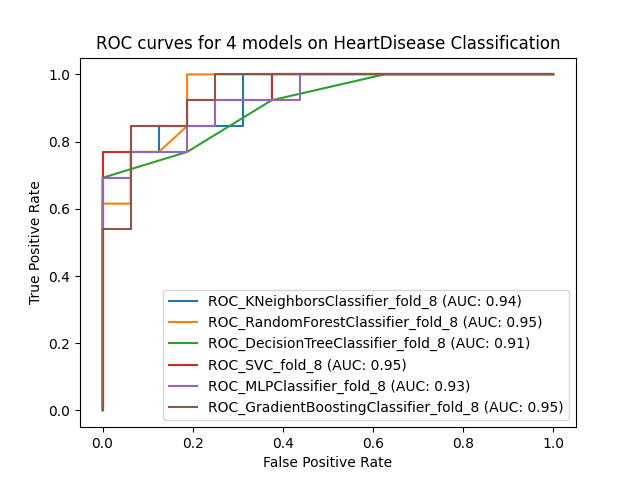 ROC curves for 4 models on HeartDisease Classification
True Positive Rate
1.0
0.8
0.6
0.4
0.2
0.0
ROC_KNeighborsClassifier_fold_8 (AUC: 0.94)
ROC_RandomForestClassifier_fold_8 (AUC: 0.95)
ROC_DecisionTreeClassifier_fold_8 (AUC: 0.91)
ROC_SVC_fold_8 (AUC: 0.95)
ROC_MLPClassifier_fold_8 (AUC: 0.93)
ROC_GradientBoostingClassifier_fold_8 (AUC: 0.95)
0.0 0.2 0.4 0.6 0.8 1.0
False Positive Rate